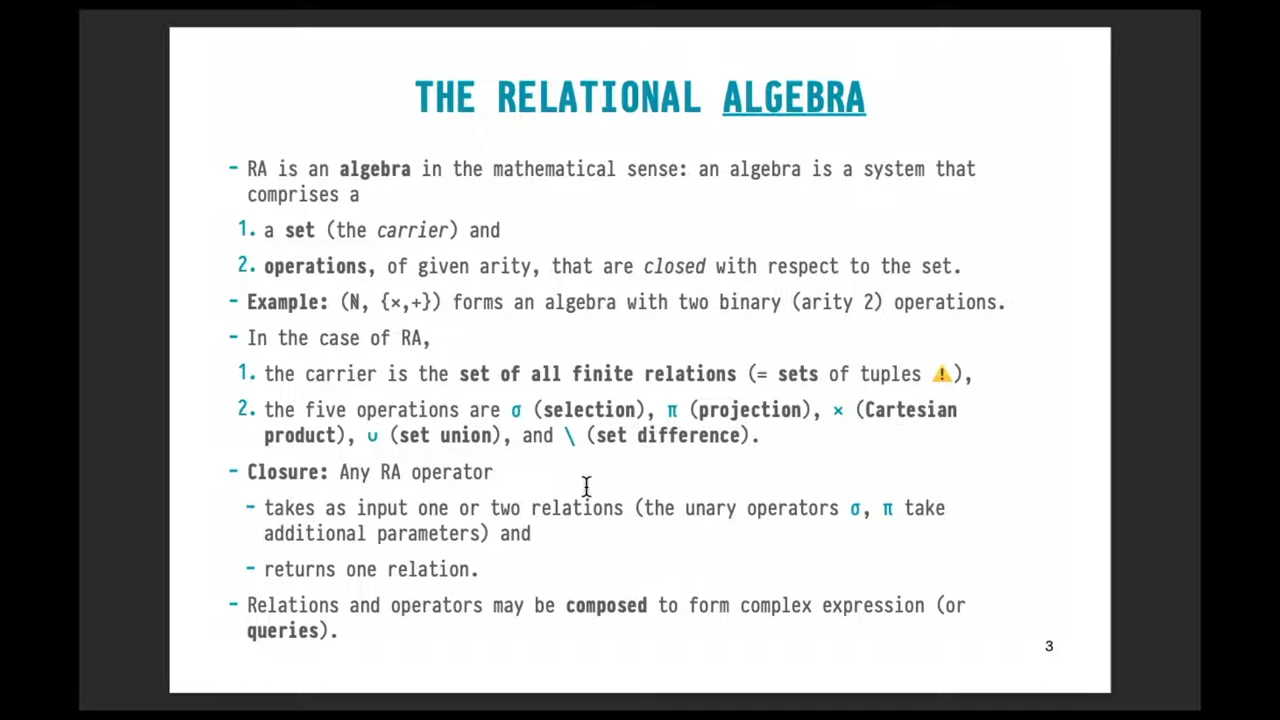 THE RELATIONAL ALGEBRA
- RA is an algebra in the mathematical sense: an algebra is a system that
comprises a
1. a set (the carrier) and
2. operations, of given arity, that are closed with respect to the set.
- Example: (N, {×,+}) forms an algebra with two binary (arity 2) operations.
- In the case of RA,
1. the carrier is the set of all finite relations (= sets of tuples ⚠️),
2. the five operations are σ (selection), π (projection), × (Cartesian
product), ∪ (set union), and \ (set difference).
- Closure: Any RA operator
- takes as input one or two relations (the unary operators σ, π take
additional parameters) and
- returns one relation.
- Relations and operators may be composed to form complex expression (or
queries).
3